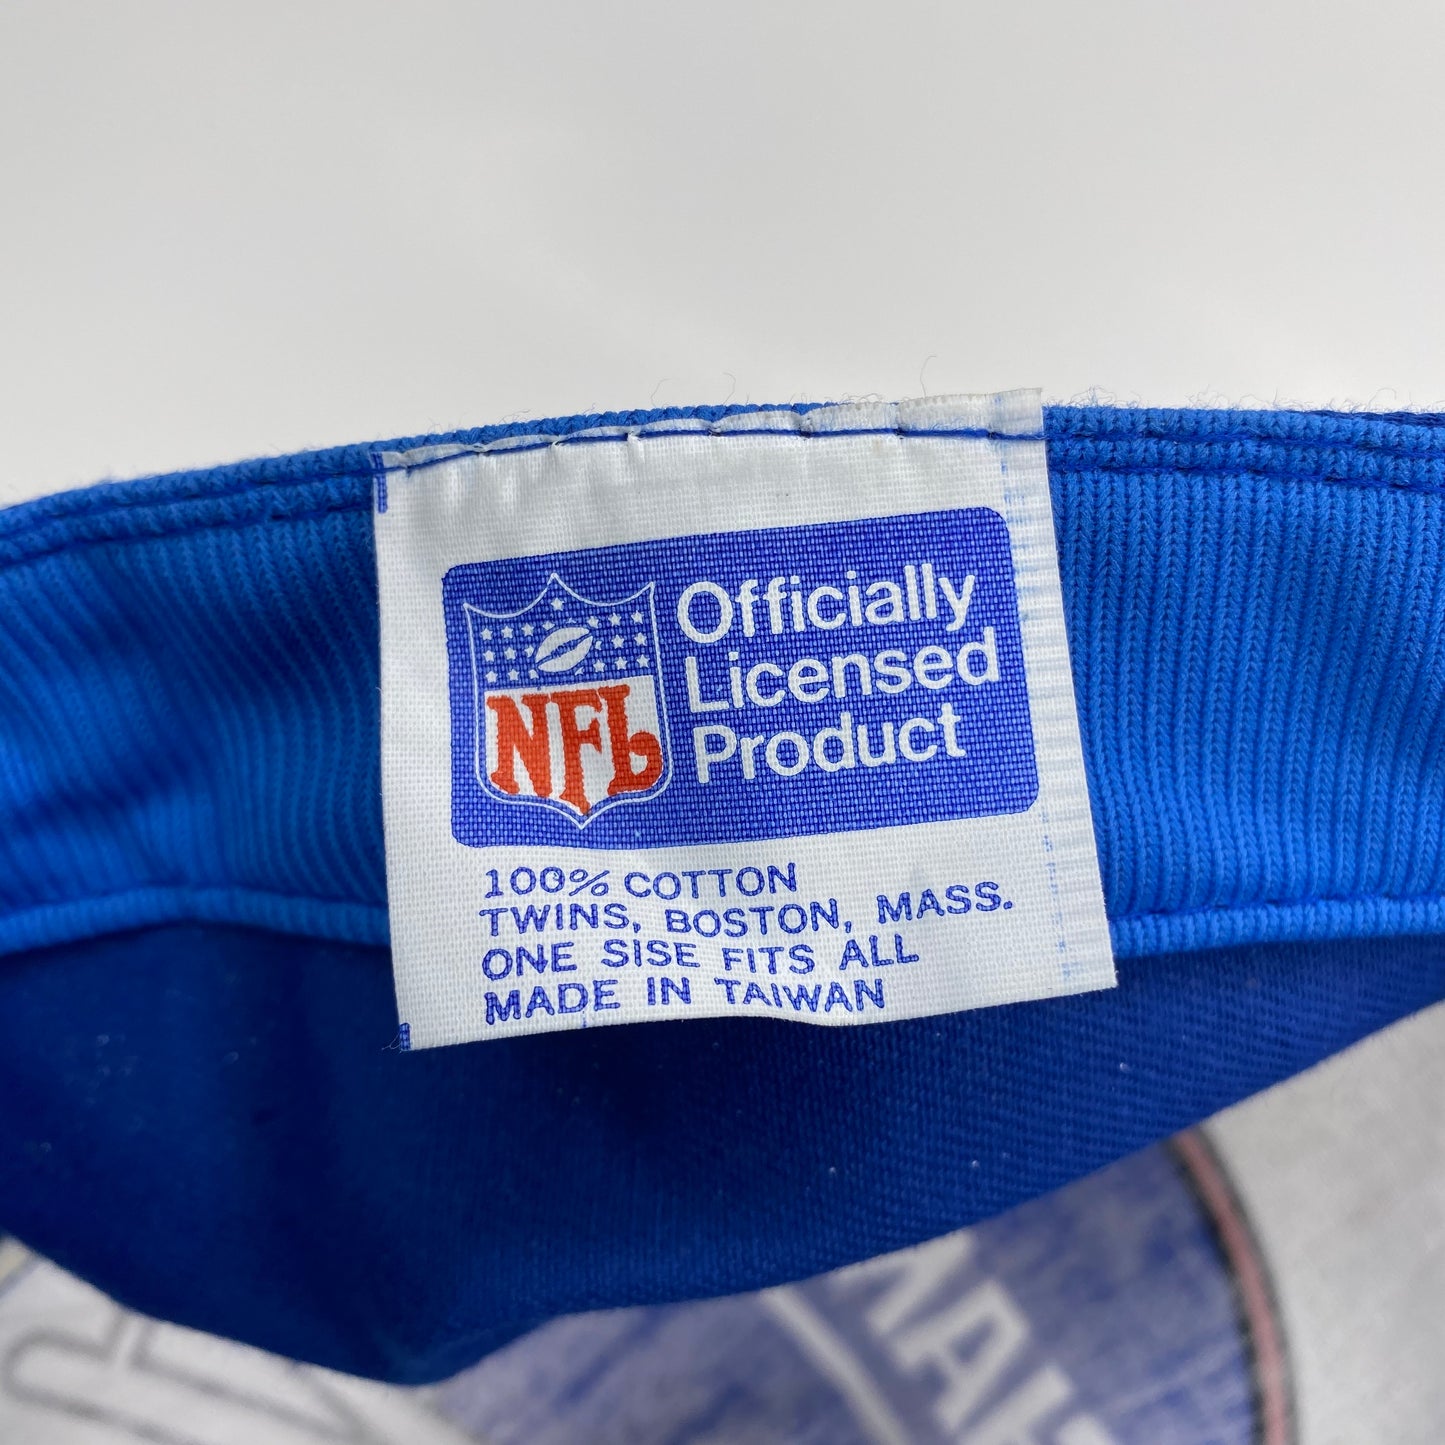 NFL
Officially
Licensed
Product
100% COTTON
TWINS, BOSTON, MASS.
ONE SISE FITS ALL
MADE IN TAIWAN